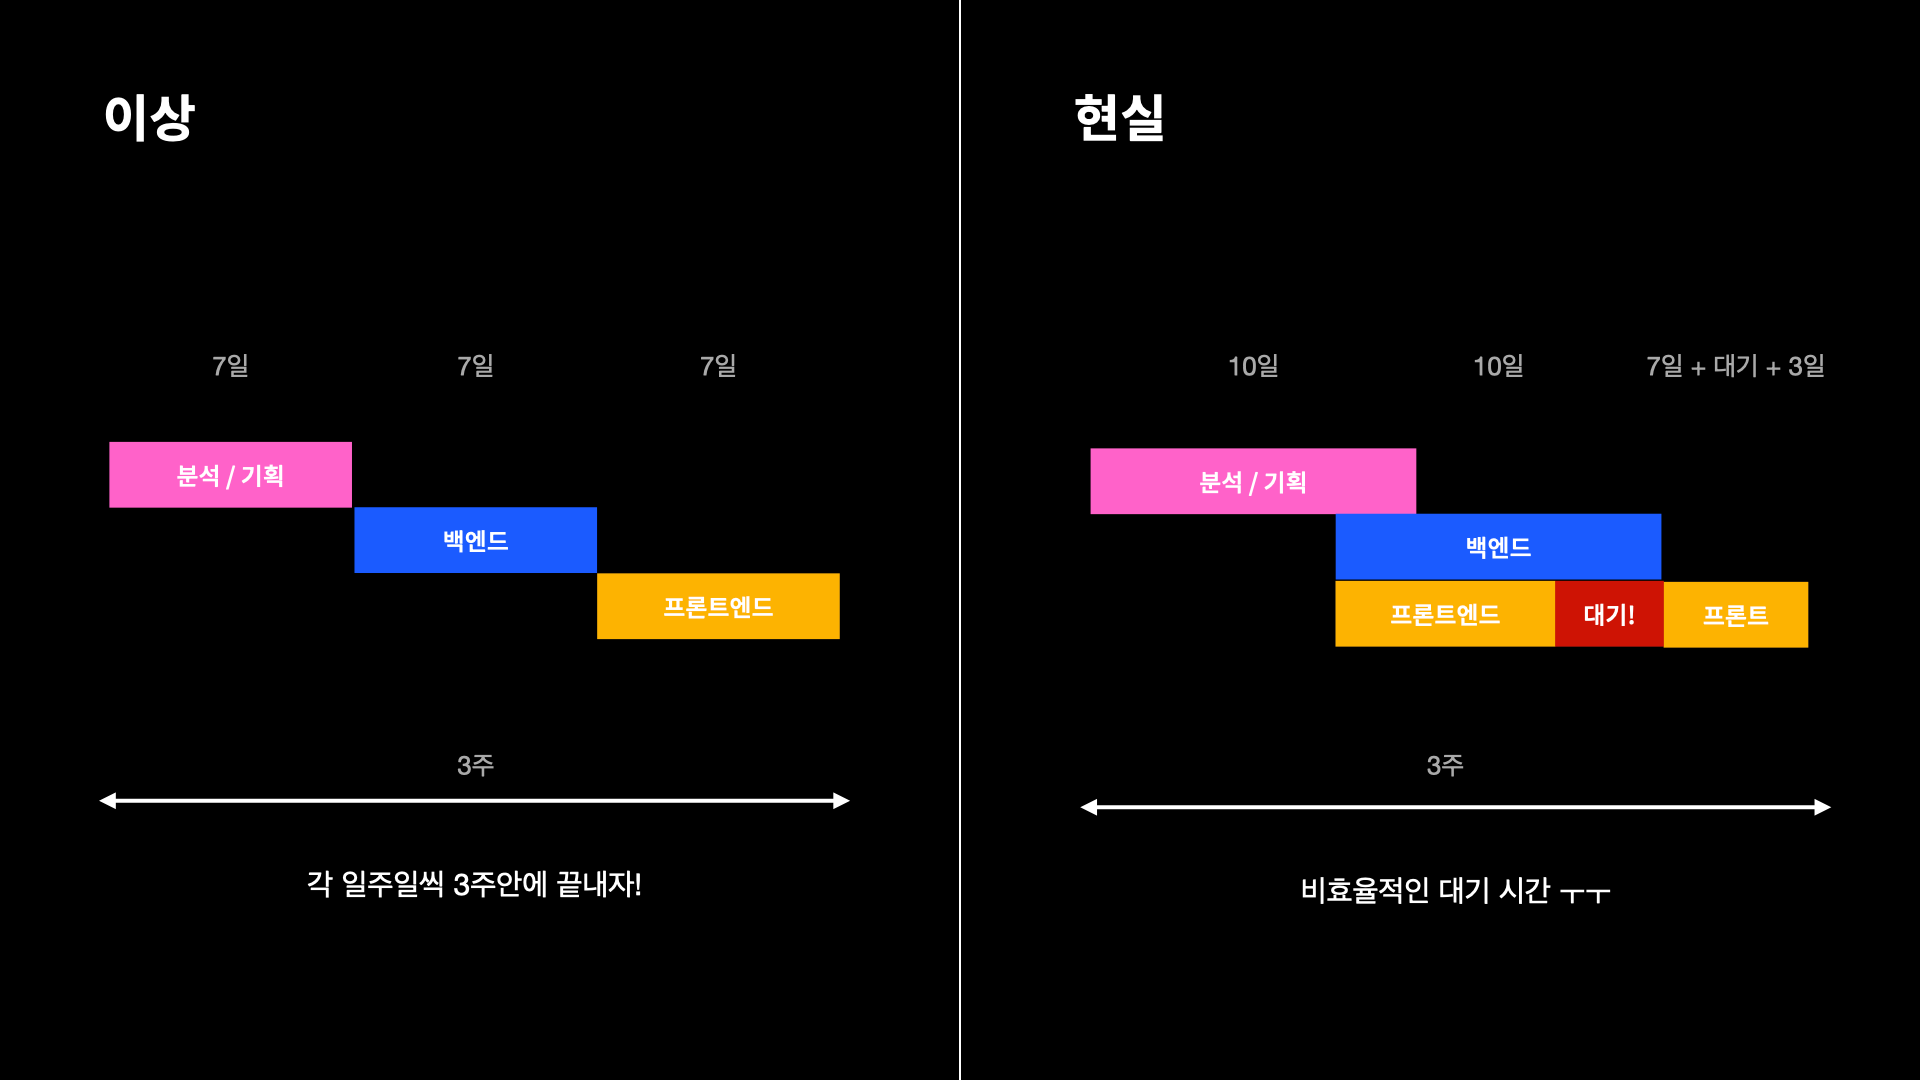 이상
7일
7일
7일
분석 / 기획
백엔드
프론트엔드
3주
각 일주일씩 3주안에 끝내자!
현실
10일
10일
7일 + 대기 + 3일
분석 / 기획
백엔드
프론트엔드
대기!
프론트
3주
비효율적인 대기 시간 ㅜㅜ